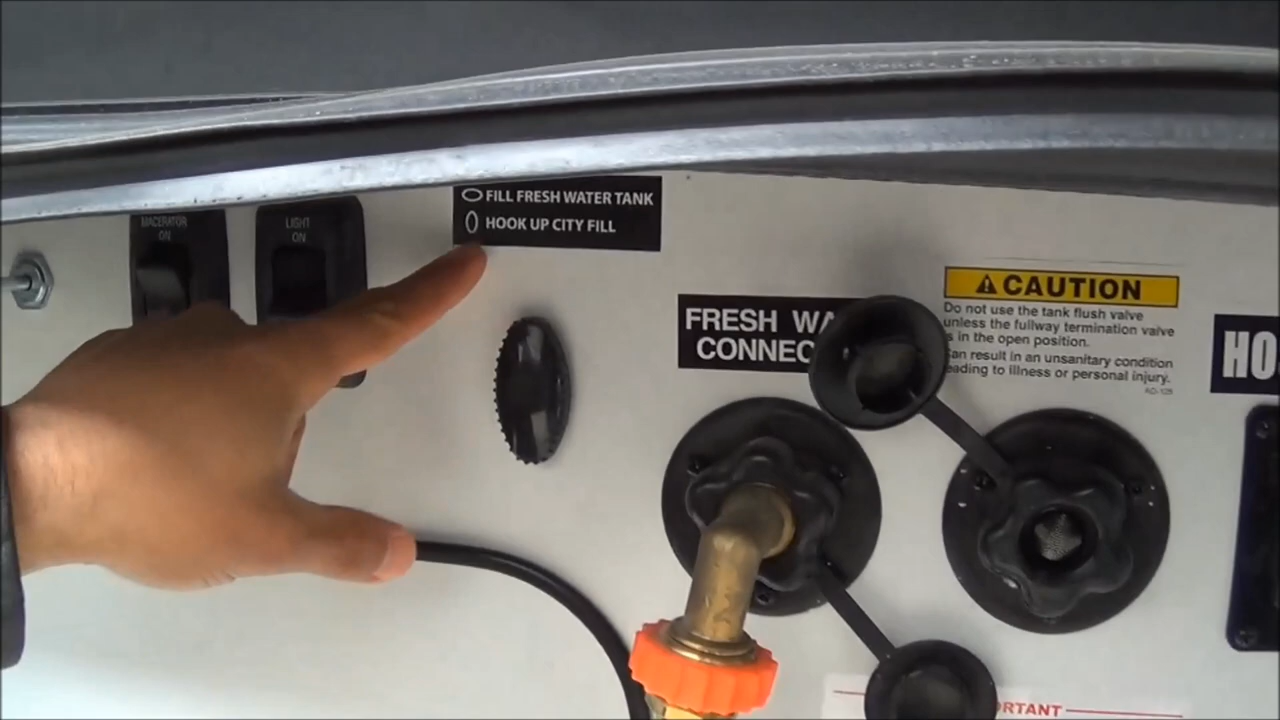 FILL FRESH WATER TANK
HOOK UP CITY FILL
MACERATOR
ON
LIGHT
ON
FRESH WA
CONNEC
CAUTION
Do not use the tank flush valve
unless the fullway termination valve
is in the open position.
Can result in an unsanitary condition
leading to illness or personal injury.
HO
RTANT